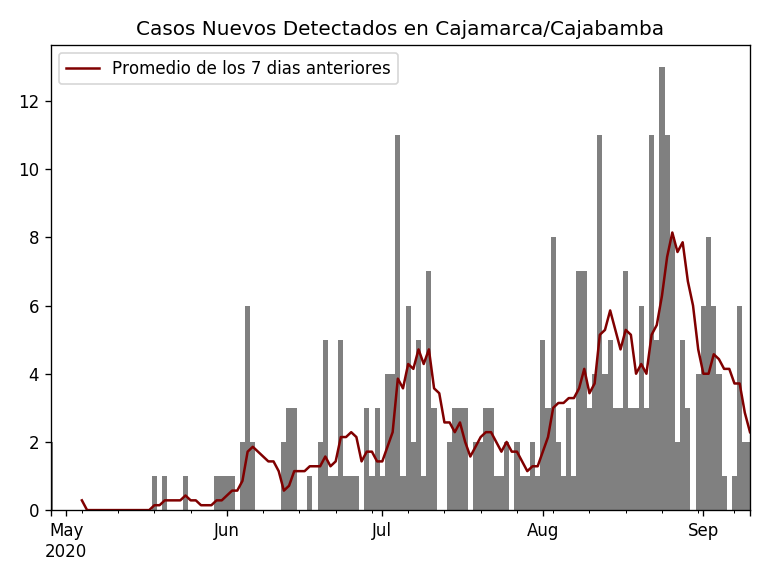 Casos Nuevos Detectados en Cajamarca/Cajabamba
Promedio de los 7 dias anteriores
12
10
8
6
4
2
0
May Jun Jul Aug Sep
2020